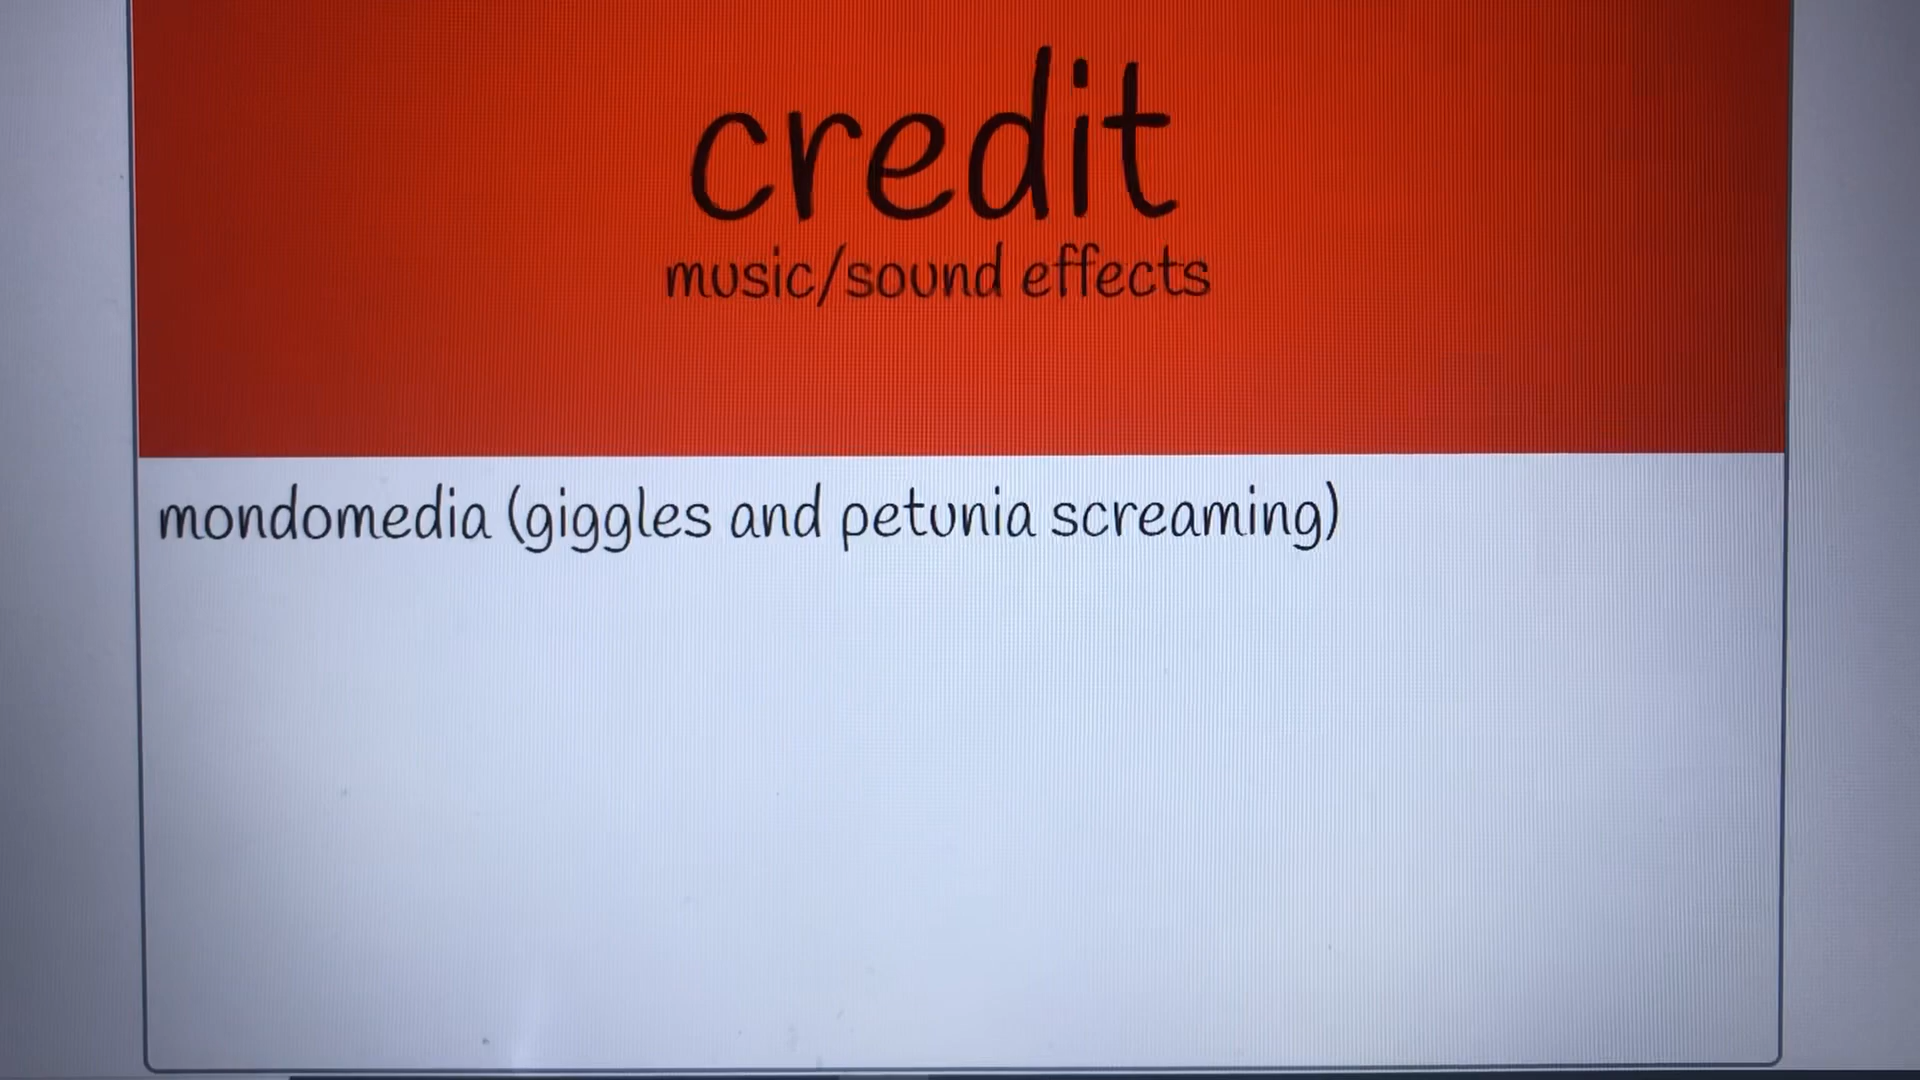 credit
music/sound effects
mondomedia (giggles and petunia screaming)